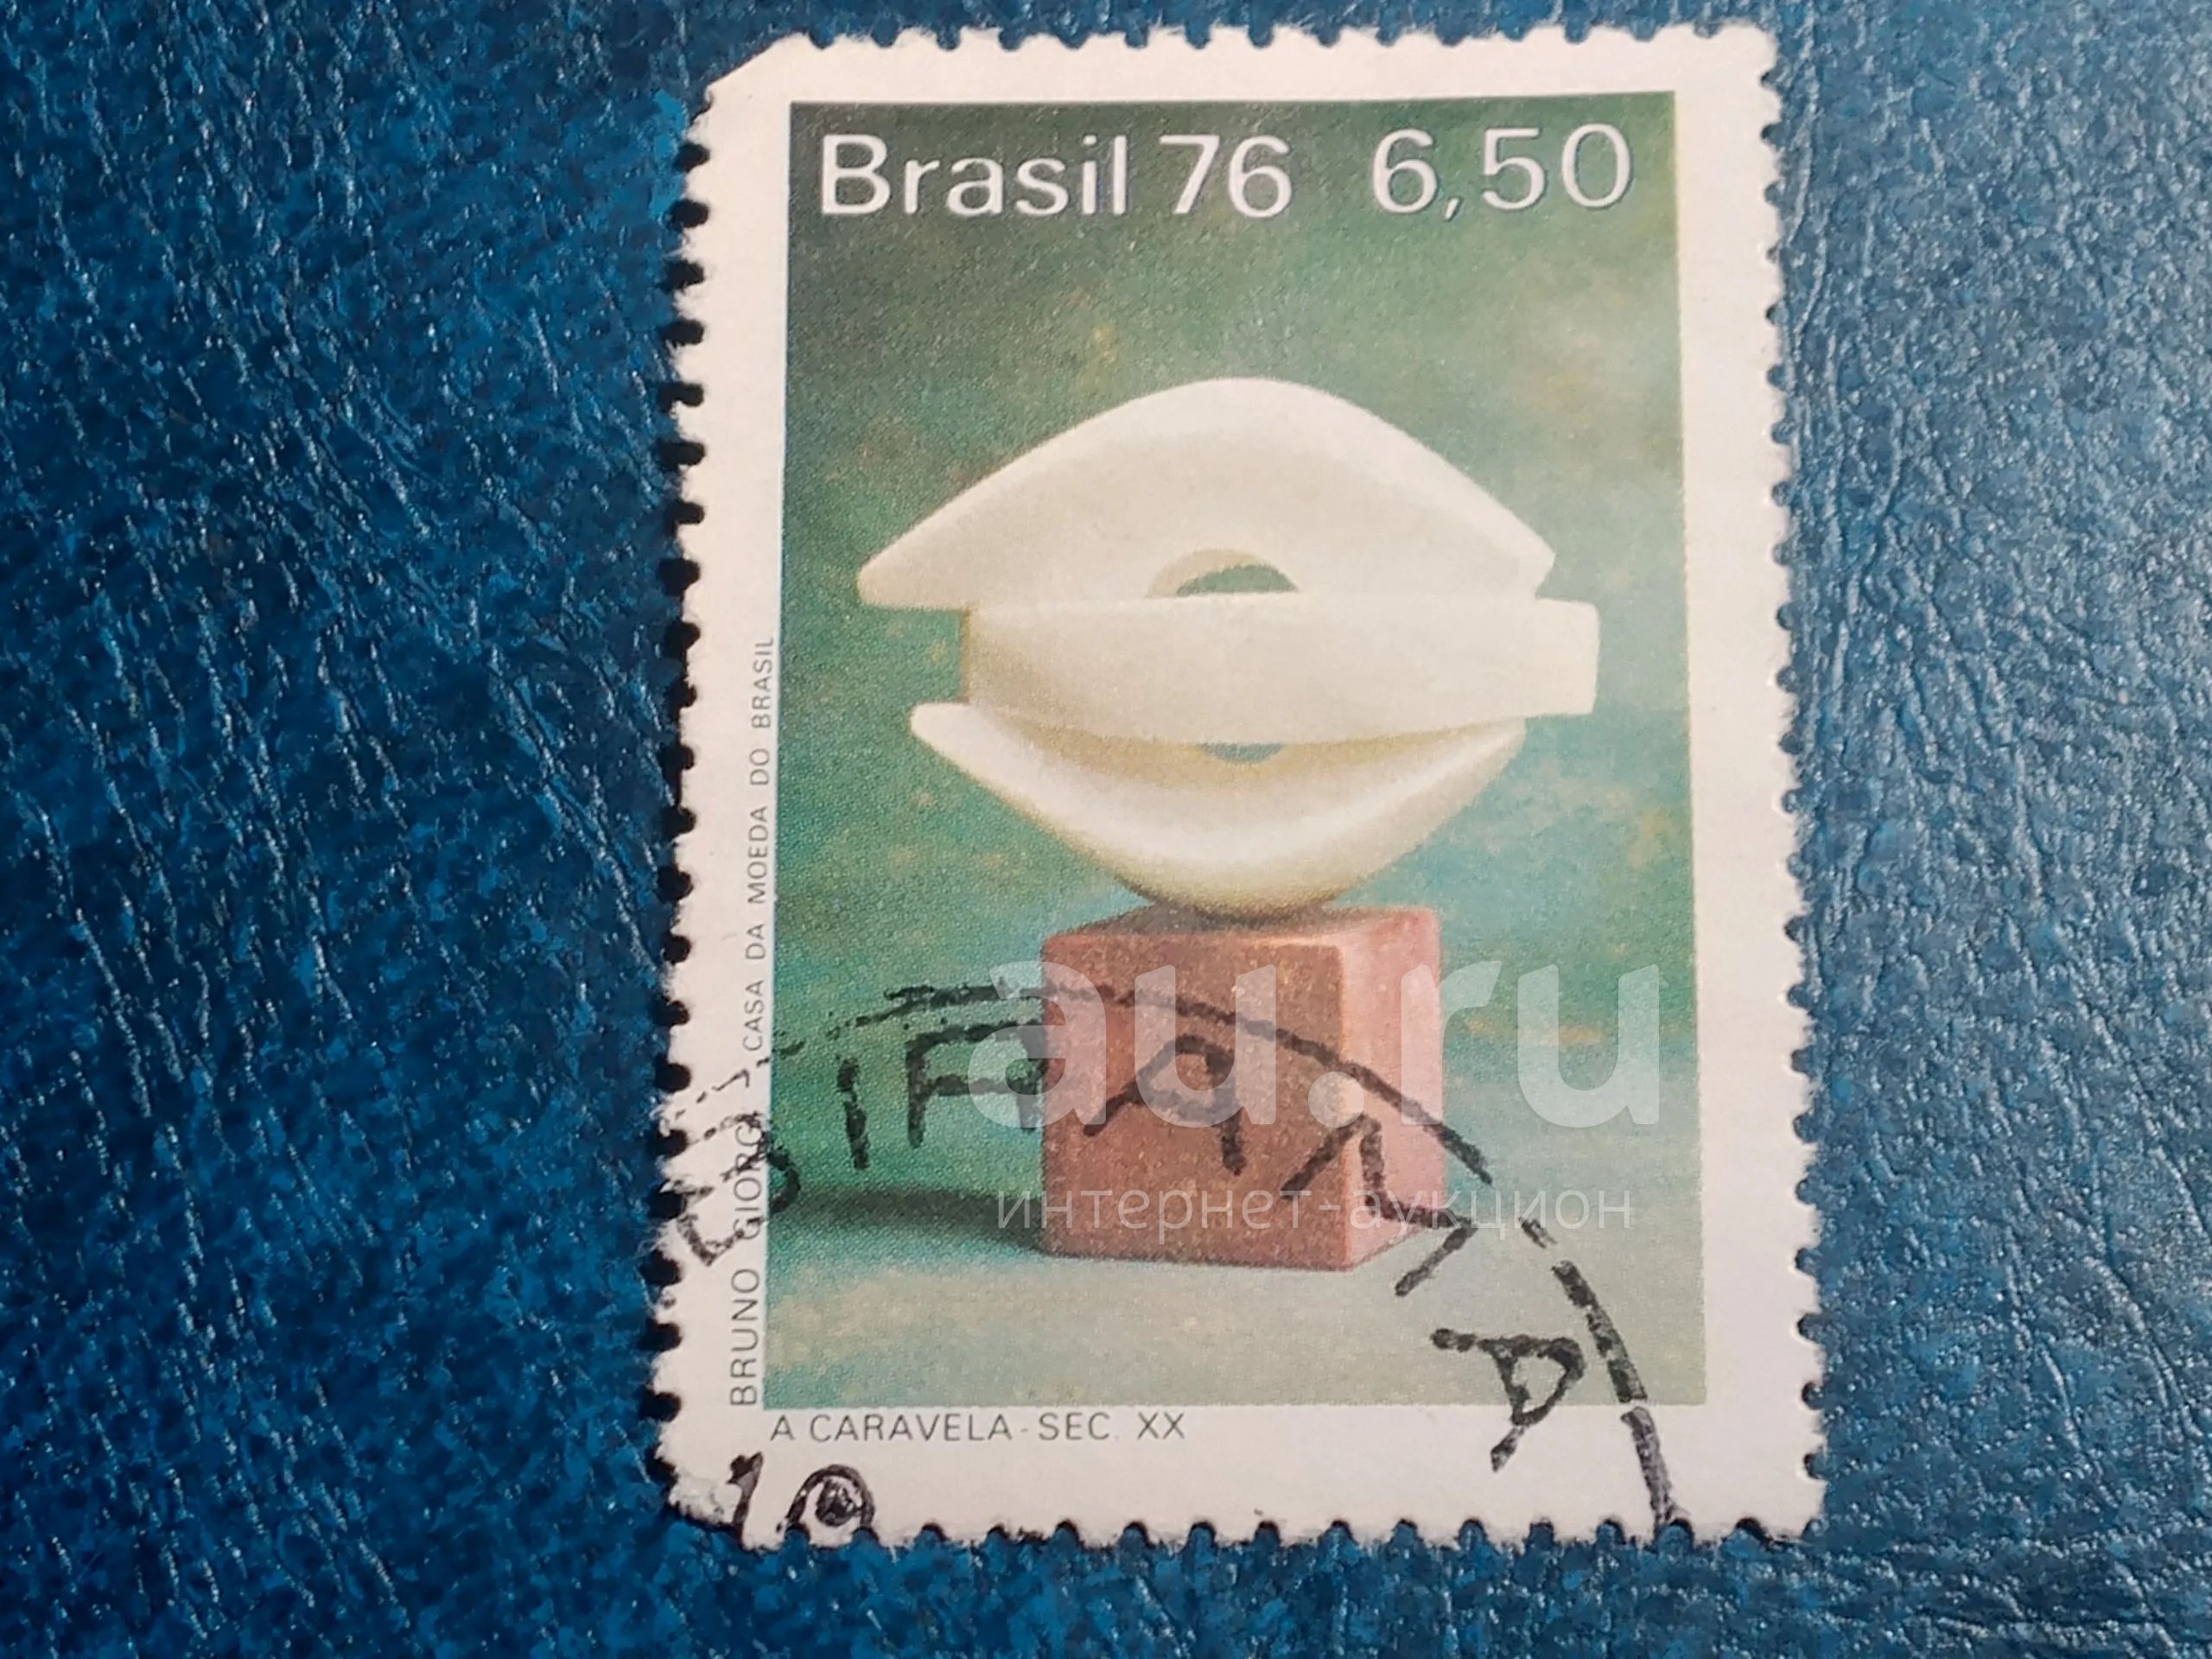 Brasil 76 6,50
BRUNO GIORGI - CASA DA MOEDA DO BRASIL
A CARAVELA - SEC. XX
au.ru
интернет-аукцион